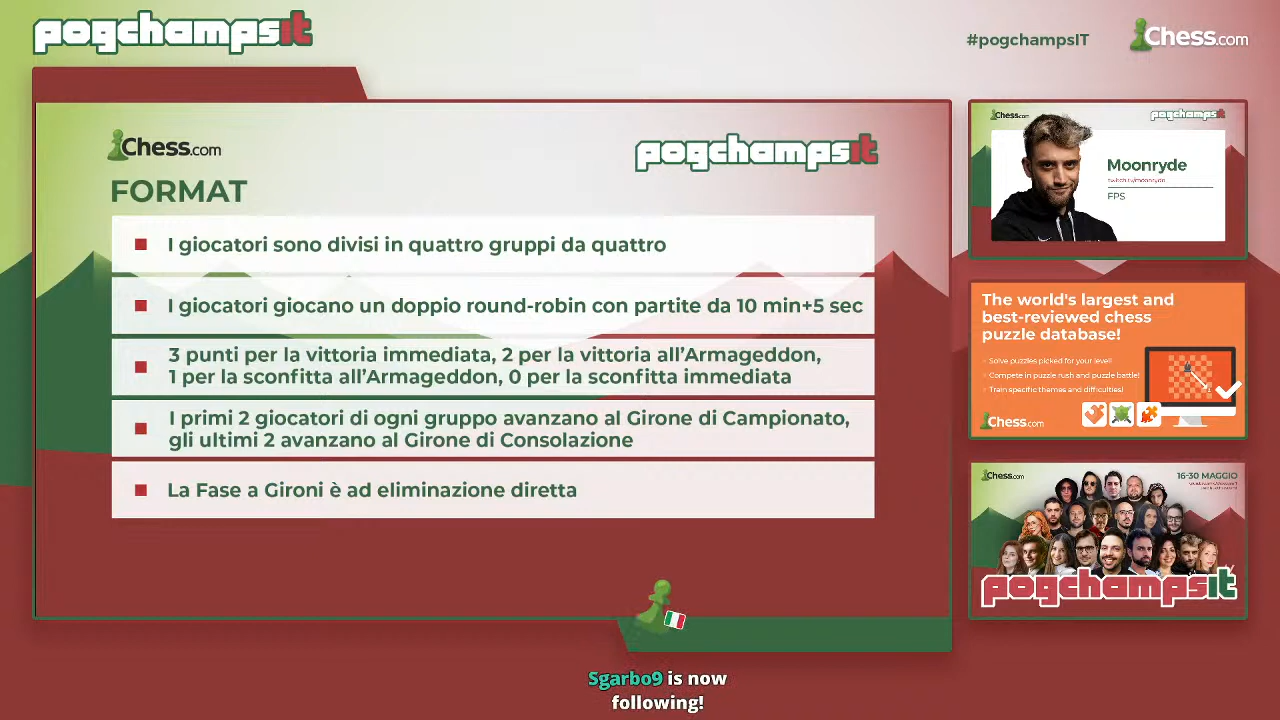 pogchampsit
#pogchampsIT
Chess.com
Chess.com
pogchampsit
FORMAT
I giocatori sono divisi in quattro gruppi da quattro
I giocatori giocano un doppio round-robin con partite da 10 min+5 sec
3 punti per la vittoria immediata, 2 per la vittoria all’Armageddon,
1 per la sconfitta all’Armageddon, 0 per la sconfitta immediata
I primi 2 giocatori di ogni gruppo avanzano al Girone di Campionato,
gli ultimi 2 avanzano al Girone di Consolazione
La Fase a Gironi è ad eliminazione diretta
Chess.com
pogchampsit
Moonryde
twitch.tv/moonryde
FPS
The world's largest and
best-reviewed chess
puzzle database!
Solve puzzles picked for your level!
Compete in puzzle rush and puzzle battle!
Train specific themes and difficulties!
Chess.com
Chess.com
16-30 MAGGIO
pogchampsit
Sgarbo9 is now
following!